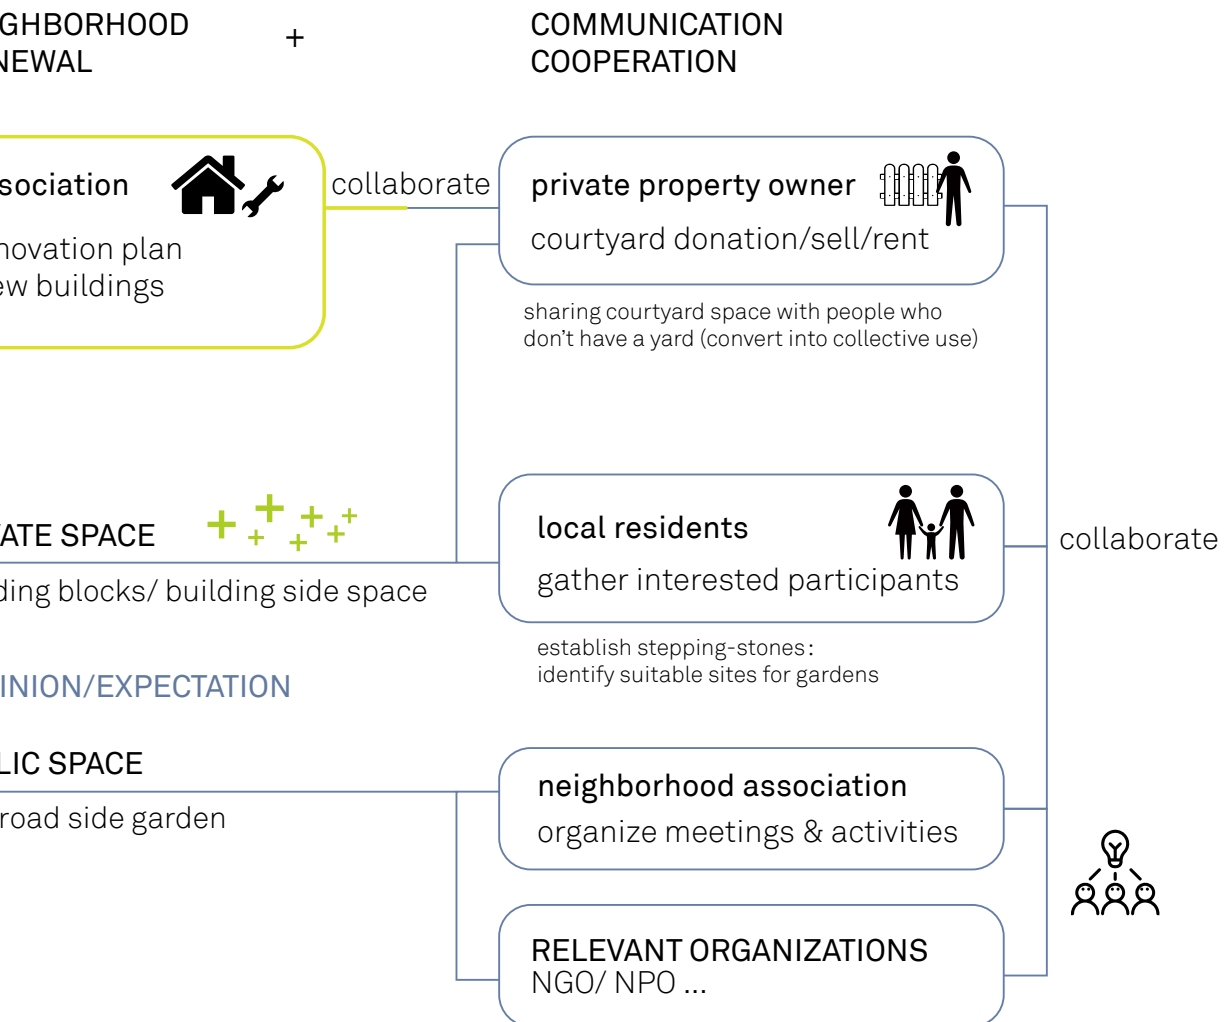 GHBORHOOD
NEWAL
+
COMMUNICATION
COOPERATION
sociation
novation plan
ew buildings
collaborate
private property owner
courtyard donation/sell/rent
sharing courtyard space with people who
don't have a yard (convert into collective use)
ATE SPACE
ding blocks/ building side space
local residents
gather interested participants
establish stepping-stones:
identify suitable sites for gardens
collaborate
INION/EXPECTATION
LIC SPACE
road side garden
neighborhood association
organize meetings & activities
RELEVANT ORGANIZATIONS
NGO/ NPO ...